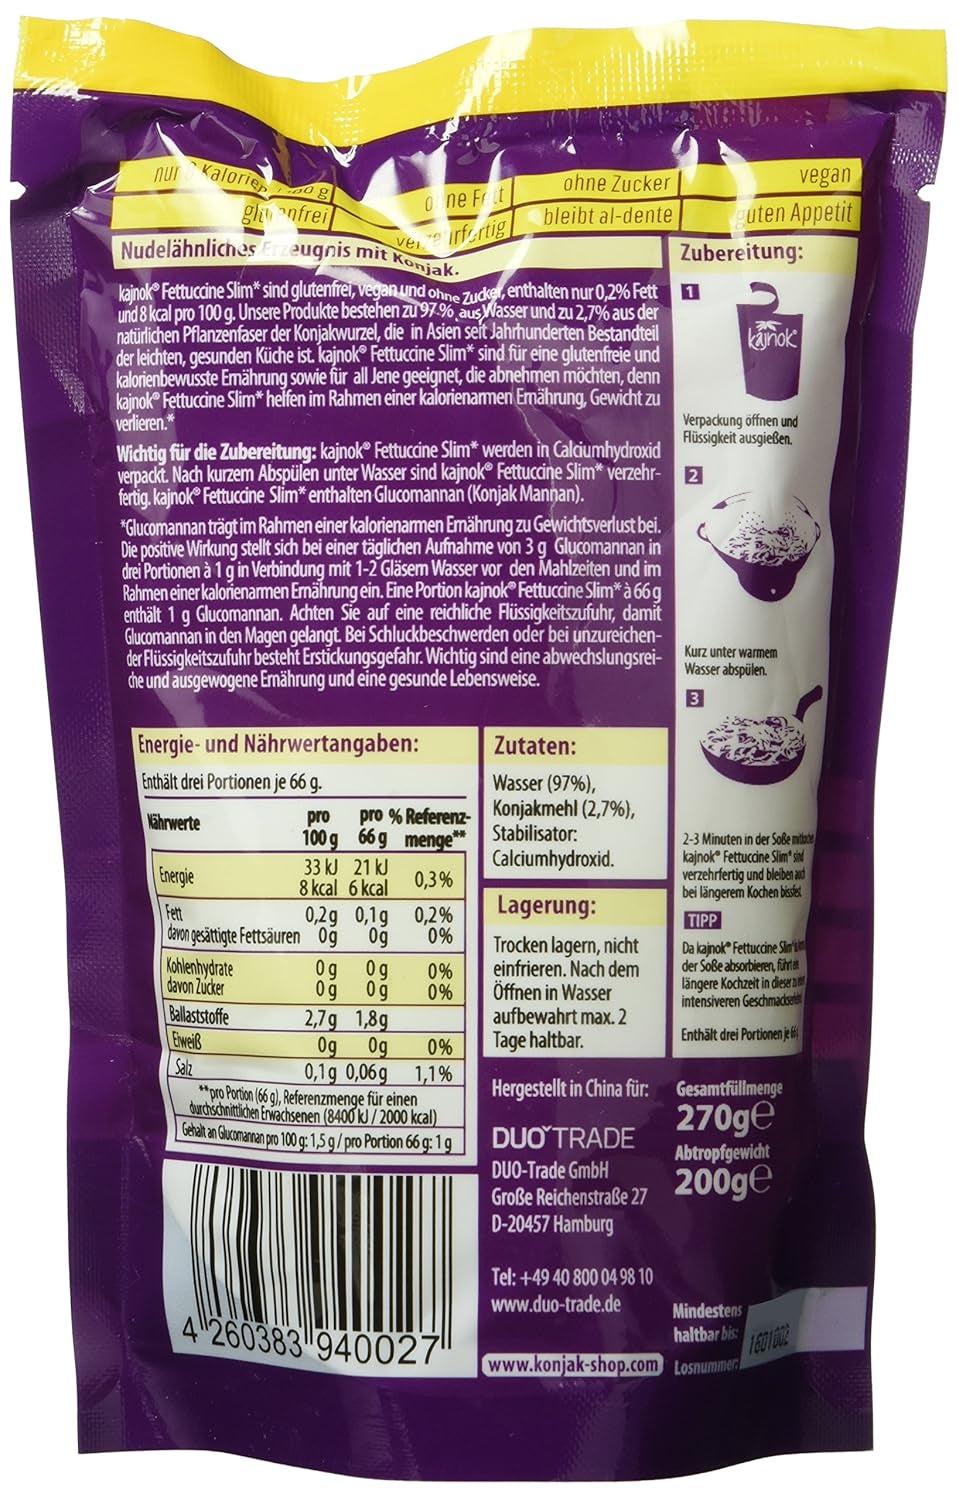 nur 8 Kalorien / 100 g
ohne Fett
ohne Zucker
vegan
glutenfrei
verzehrfertig
bleibt al-dente
guten Appetit
Nudelähnliches Erzeugnis mit Konjak.
kajnok® Fettuccine Slim* sind glutenfrei, vegan und ohne Zucker, enthalten nur 0,2% Fett
und 8 kcal pro 100 g. Unsere Produkte bestehen zu 97 % aus Wasser und zu 2,7% aus der
natürlichen Pflanzenfaser der Konjakwurzel, die in Asien seit Jahrhunderten Bestandteil
der leichten, gesunden Küche ist. kajnok® Fettuccine Slim* sind für eine glutenfreie und
kalorienbewusste Ernährung sowie für all Jene geeignet, die abnehmen möchten, denn
kajnok® Fettuccine Slim* helfen im Rahmen einer kalorienarmen Ernährung, Gewicht zu
verlieren.*
Wichtig für die Zubereitung: kajnok® Fettuccine Slim* werden in Calciumhydroxid
verpackt. Nach kurzem Abspülen unter Wasser sind kajnok® Fettuccine Slim* verzehr-
fertig. kajnok® Fettuccine Slim* enthalten Glucomannan (Konjak Mannan).
*Glucomannan trägt im Rahmen einer kalorienarmen Ernährung zu Gewichtsverlust bei.
Die positive Wirkung stellt sich bei einer täglichen Aufnahme von 3 g Glucomannan in
drei Portionen à 1 g in Verbindung mit 1-2 Gläsern Wasser vor den Mahlzeiten und im
Rahmen einer kalorienarmen Ernährung ein. Eine Portion kajnok® Fettuccine Slim* à 66 g
enthält 1 g Glucomannan. Achten Sie auf eine reichliche Flüssigkeitszufuhr, damit
Glucomannan in den Magen gelangt. Bei Schluckbeschwerden oder bei unzureichen-
der Flüssigkeitszufuhr besteht Erstickungsgefahr. Wichtig sind eine abwechslungsrei-
che und ausgewogene Ernährung und eine gesunde Lebensweise.
Zubereitung:
1
kajnok®
Verpackung öffnen und
Flüssigkeit ausgießen.
2
Kurz unter warmem
Wasser abspülen.
3
2-3 Minuten in der Soße
kajnok® Fettuccine Slim* sind
verzehrfertig und bleiben auch
bei längerem Kochen bissfest.
TIPP
Da kajnok® Fettuccine Slim*
der Soße absorbieren, führt
längere Kochzeit in dieser zu
intensiveren
Enthält drei Portionen je 66
Energie- und Nährwertangaben:
Enthält drei Portionen je 66 g.
Nährwerte pro 100 g pro 66 g % Referenz-menge**
Energie 33 kJ 21 kJ 0,3%
8 kcal 6 kcal
Fett 0,2g 0,1g 0,2%
davon gesättigte Fettsäuren 0g 0g 0%
Kohlenhydrate 0g 0g 0%
davon Zucker 0g 0g 0%
Ballaststoffe 2,7g 1,8g
Eiweiß 0g 0g 0%
Salz 0,1g 0,06g 1,1%
**pro Portion (66 g), Referenzmenge für einen
durchschnittlichen Erwachsenen (8400 kJ / 2000 kcal)
Gehalt an Glucomannan pro 100 g: 1,5 g / pro Portion 66 g: 1 g
Zutaten:
Wasser (97%),
Konjakmehl (2,7%),
Stabilisator:
Calciumhydroxid.
Lagerung:
Trocken lagern, nicht
einfrieren. Nach dem
Öffnen in Wasser
aufbewahrt max. 2
Tage haltbar.
Hergestellt in China für:
DUO TRADE
DUO-Trade GmbH
Große Reichenstraße 27
D-20457 Hamburg
Tel: +49 40 800 04 98 10
www.duo-trade.de
www.konjak-shop.com
Gesamtfüllmenge
270g℮
Abtropfgewicht
200g℮
Mindestens
haltbar bis:
1601002
Losnummer:
4 260383 940027